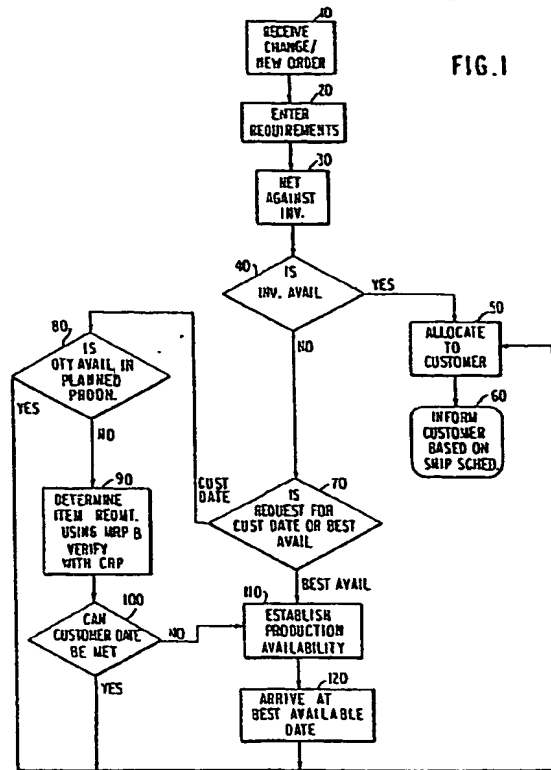 FIG.1
10
RECEIVE
CHANGE/
NEW ORDER
20
ENTER
REQUIREMENTS
30
NET
AGAINST
INV.
40
IS
INV. AVAIL
YES
NO
50
ALLOCATE
TO
CUSTOMER
60
INFORM
CUSTOMER
BASED ON
SHIP SCHED.
70
IS
REQUEST FOR
CUST DATE OR BEST
AVAIL
CUST
DATE
BEST AVAIL
80
IS
QTY AVAIL. IN
PLANNED
PRODN.
YES
NO
90
DETERMINE
ITEM REQMT.
USING MRP &
VERIFY
WITH CRP
100
CAN
CUSTOMER DATE
BE MET
NO
YES
110
ESTABLISH
PRODUCTION
AVAILABILITY
120
ARRIVE AT
BEST AVAILABLE
DATE